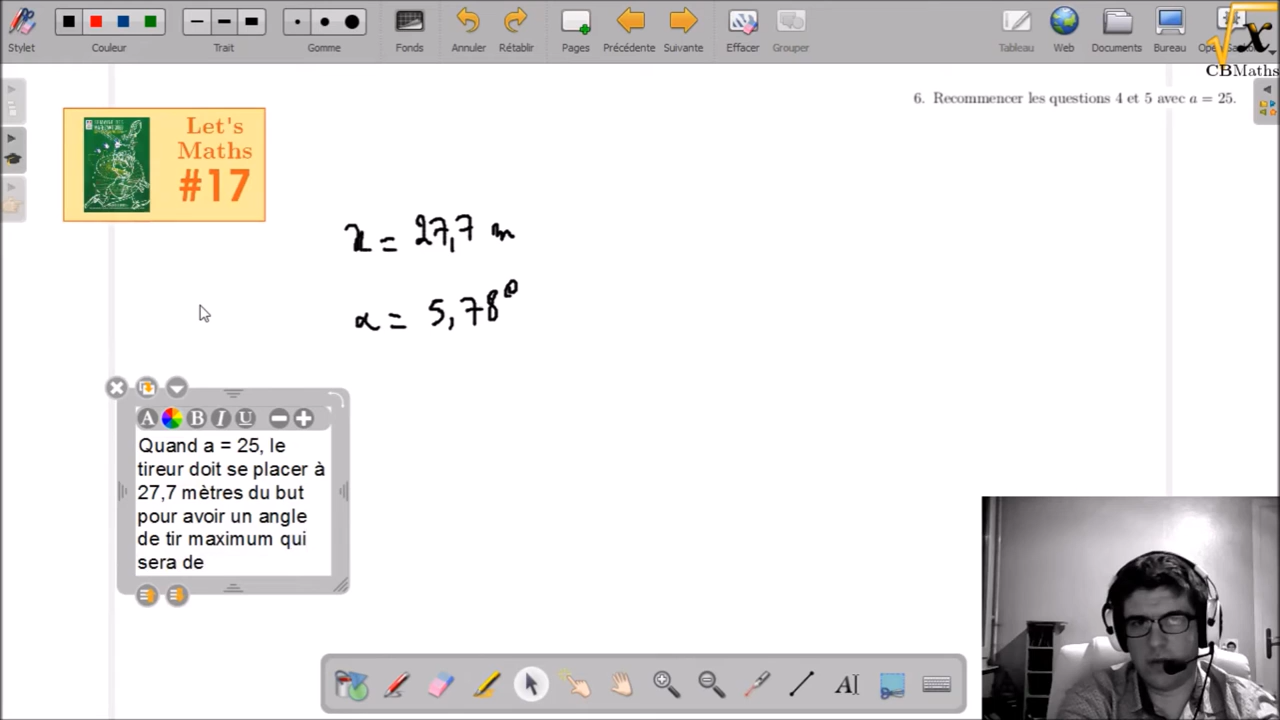 Stylet
Couleur
Trait
Gomme
Fonds
Annuler
Rétablir
Pages
Précédente
Suivante
Effacer
Grouper
Tableau
Web
Documents
Bureau
CBMaths
6. Recommencer les questions 4 et 5 avec a = 25.
Let's
Maths
#17
x = 27,7 m
α = 5,78°
A B I U
Quand a = 25, le
tireur doit se placer à
27,7 mètres du but
pour avoir un angle
de tir maximum qui
sera de
AI